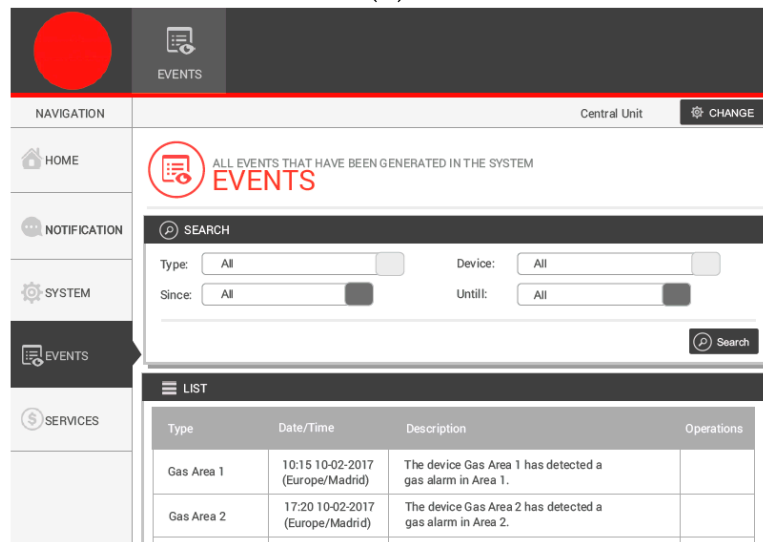 EVENTS
NAVIGATION
Central Unit
CHANGE
HOME
ALL EVENTS THAT HAVE BEEN GENERATED IN THE SYSTEM
EVENTS
NOTIFICATION
SEARCH
Type: All
Device: All
SYSTEM
Since: All
Untill: All
Search
EVENTS
LIST
SERVICES
Type Date/Time Description Operations
Gas Area 1
10:15 10-02-2017
(Europe/Madrid)
The device Gas Area 1 has detected a
gas alarm in Area 1.
Gas Area 2
17:20 10-02-2017
(Europe/Madrid)
The device Gas Area 2 has detected a
gas alarm in Area 2.